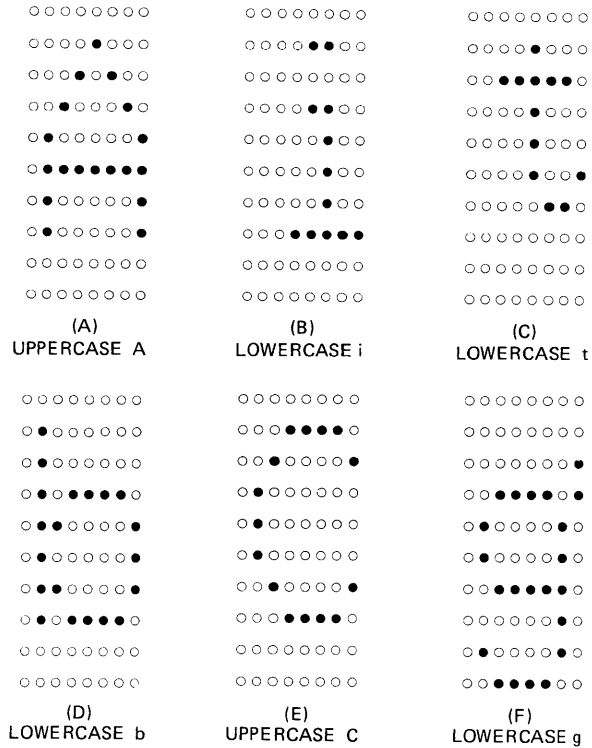 (A)
UPPERCASE A
(B)
LOWERCASE i
(C)
LOWERCASE t
(D)
LOWERCASE b
(E)
UPPERCASE C
(F)
LOWERCASE g